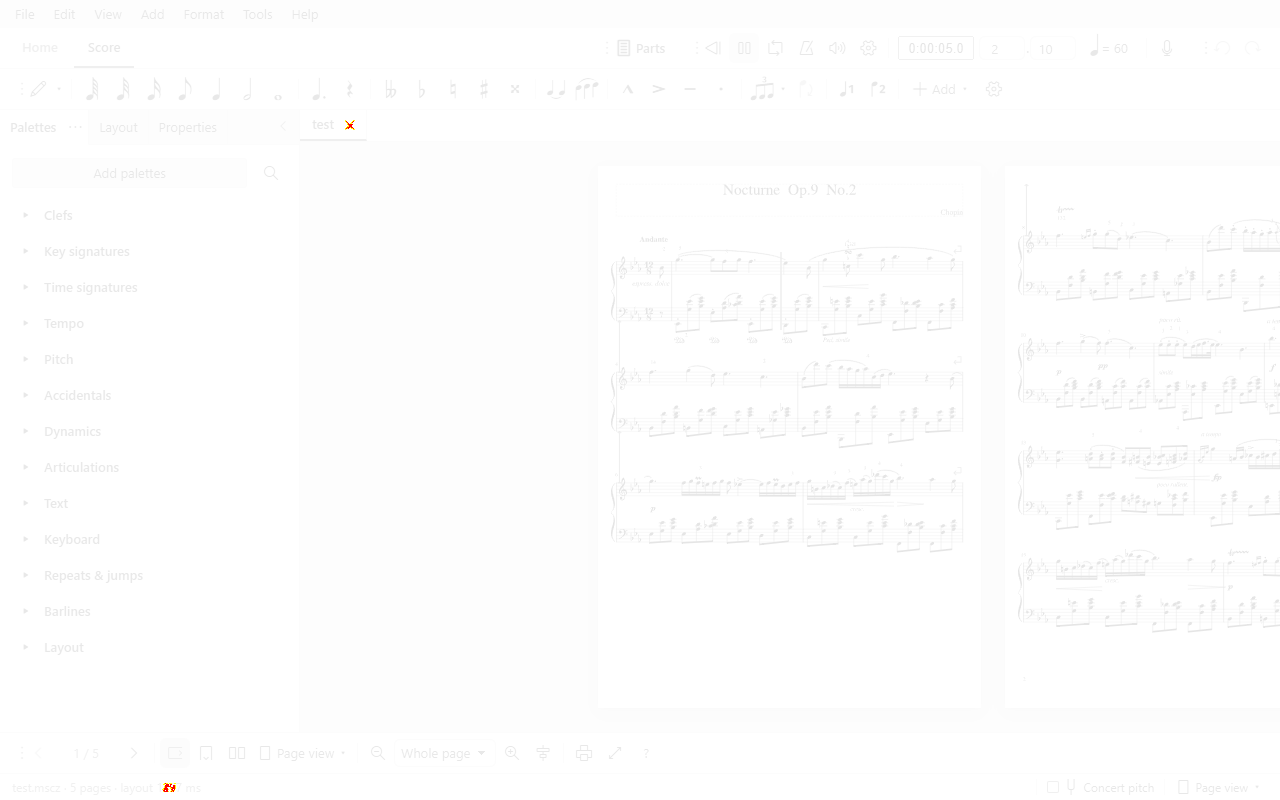 File Edit View Add Format Tools Help
Home Score Parts 0:00:05.0 2 . 10 = 60
1 2 Add
Palettes Layout Properties
test
Add palettes
Clefs
Key signatures
Time signatures
Tempo
Pitch
Accidentals
Dynamics
Articulations
Text
Keyboard
Repeats & jumps
Barlines
Layout
Nocturne Op.9 No.2
Chopin
Andante
1 / 5 Page view Whole page ?
test.mscz · 5 pages · layout ms Concert pitch Page view